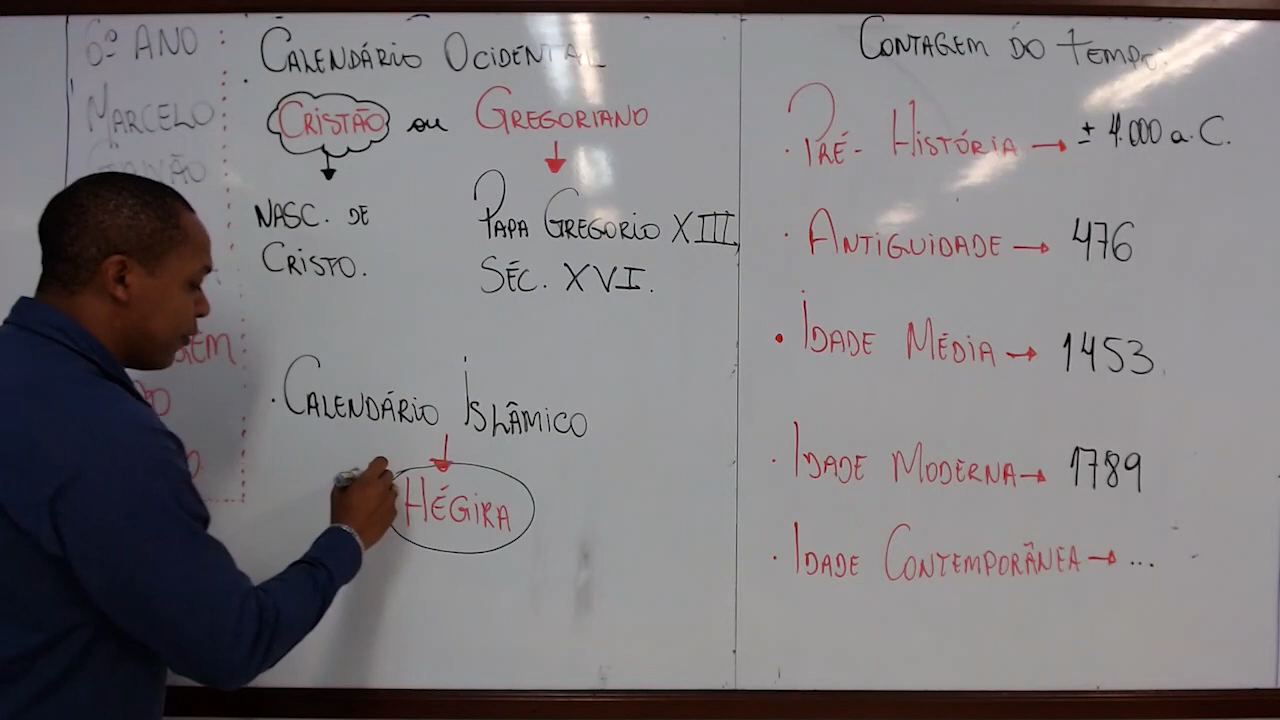 6º ANO
MARCELO
CALENDÁRIO OCIDENTAL
CRISTÃO ou GREGORIANO
NASC. DE
CRISTO.
PAPA GREGORIO XIII
SÉC. XVI.
. CALENDÁRIO ISLÂMICO
HÉGIRA
CONTAGEM DO TEMPO:
. PRÉ-HISTÓRIA → ± 4.000 a.C.
. ANTIGUIDADE → 476
. IDADE MÉDIA → 1453
. IDADE MODERNA → 1789
. IDADE CONTEMPORÂNEA → ...